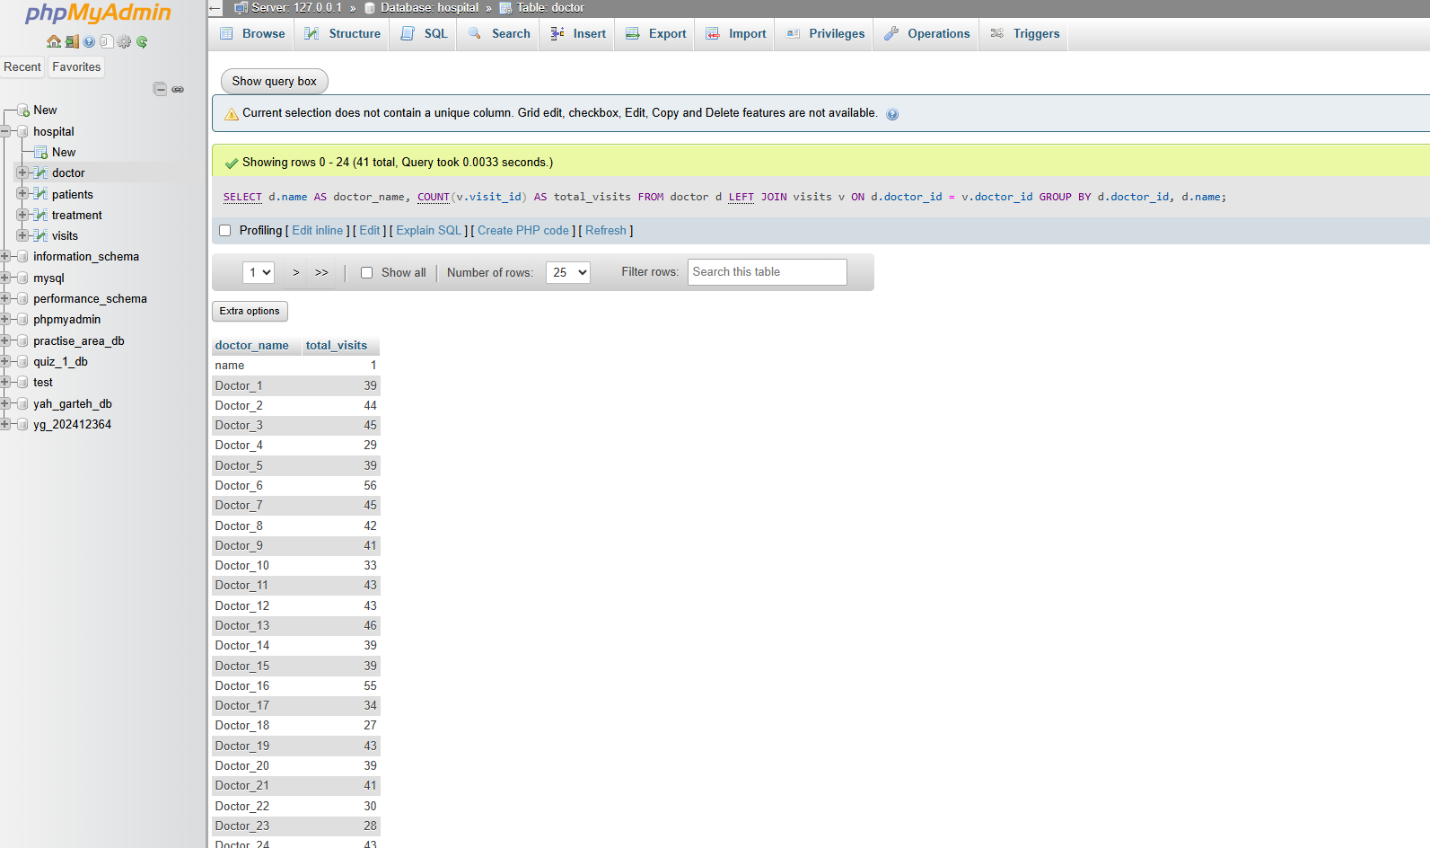 phpMyAdmin
Recent Favorites
New
hospital
New
doctor
patients
treatment
visits
information_schema
mysql
performance_schema
phpmyadmin
practise_area_db
quiz_1_db
test
yah_garteh_db
yg_202412364
Server: 127.0.0.1 » Database: hospital » Table: doctor
Browse Structure SQL Search Insert Export Import Privileges Operations Triggers
Show query box
Current selection does not contain a unique column. Grid edit, checkbox, Edit, Copy and Delete features are not available.
Showing rows 0 - 24 (41 total, Query took 0.0033 seconds.)
SELECT d.name AS doctor_name, COUNT(v.visit_id) AS total_visits FROM doctor d LEFT JOIN visits v ON d.doctor_id = v.doctor_id GROUP BY d.doctor_id, d.name;
Profiling [ Edit inline ] [ Edit ] [ Explain SQL ] [ Create PHP code ] [ Refresh ]
1 > >> Show all Number of rows: 25 Filter rows: Search this table
Extra options
doctor_name total_visits
name 1
Doctor_1 39
Doctor_2 44
Doctor_3 45
Doctor_4 29
Doctor_5 39
Doctor_6 56
Doctor_7 45
Doctor_8 42
Doctor_9 41
Doctor_10 33
Doctor_11 43
Doctor_12 43
Doctor_13 46
Doctor_14 39
Doctor_15 39
Doctor_16 55
Doctor_17 34
Doctor_18 27
Doctor_19 43
Doctor_20 39
Doctor_21 41
Doctor_22 30
Doctor_23 28
Doctor_24 43